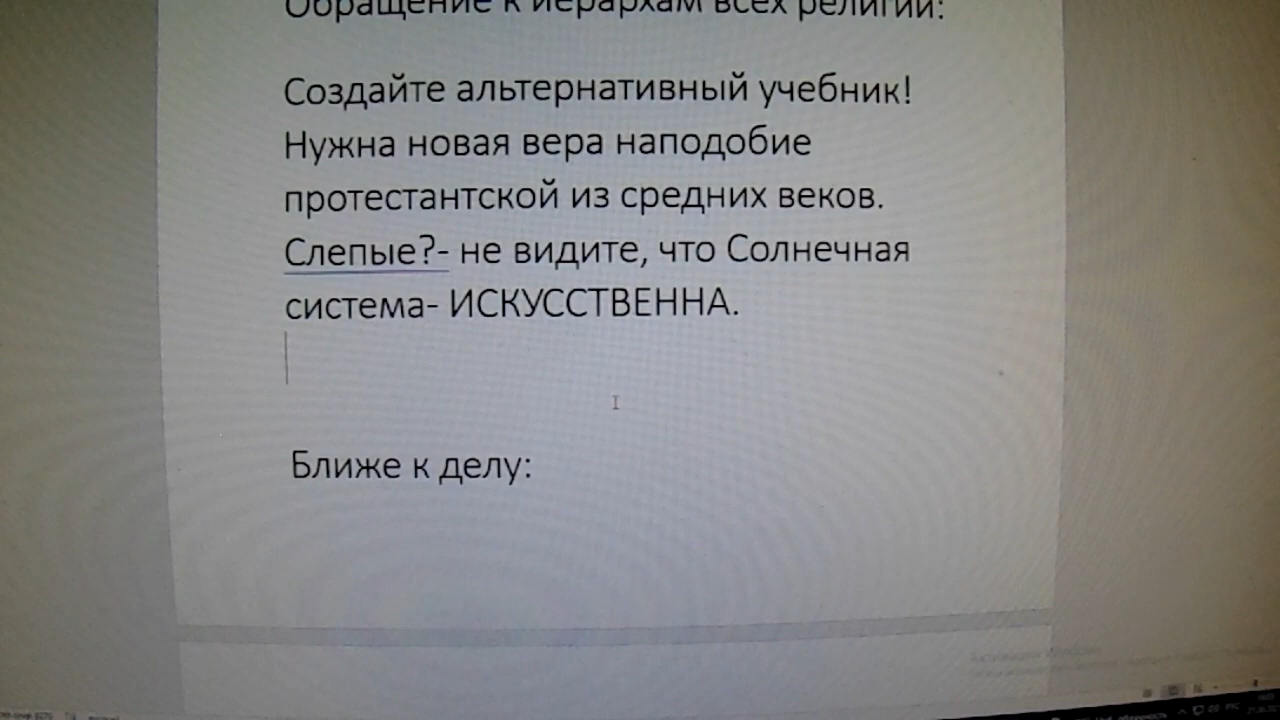 Обращение к иерархам всех религий:
Создайте альтернативный учебник!
Нужна новая вера наподобие
протестантской из средних веков.
Слепые?- не видите, что Солнечная
система- ИСКУССТВЕННА.
Ближе к делу: